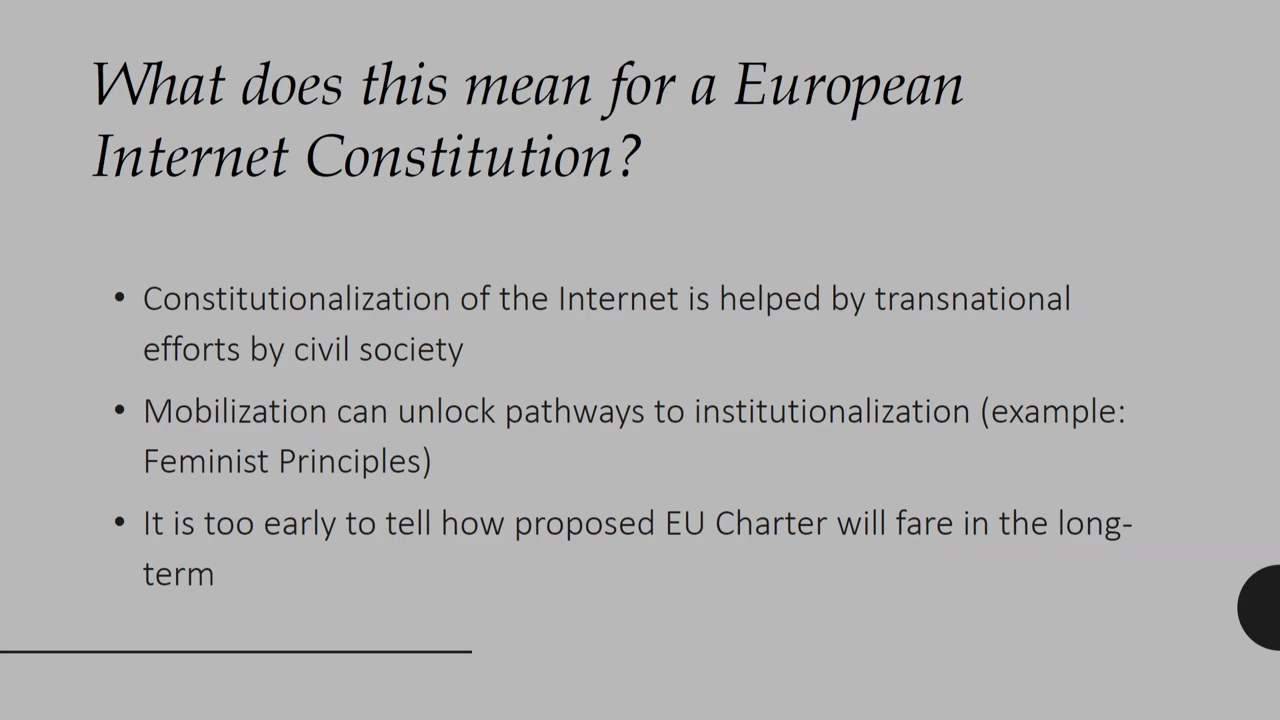 What does this mean for a European
Internet Constitution?
• Constitutionalization of the Internet is helped by transnational
efforts by civil society
• Mobilization can unlock pathways to institutionalization (example:
Feminist Principles)
• It is too early to tell how proposed EU Charter will fare in the long-
term